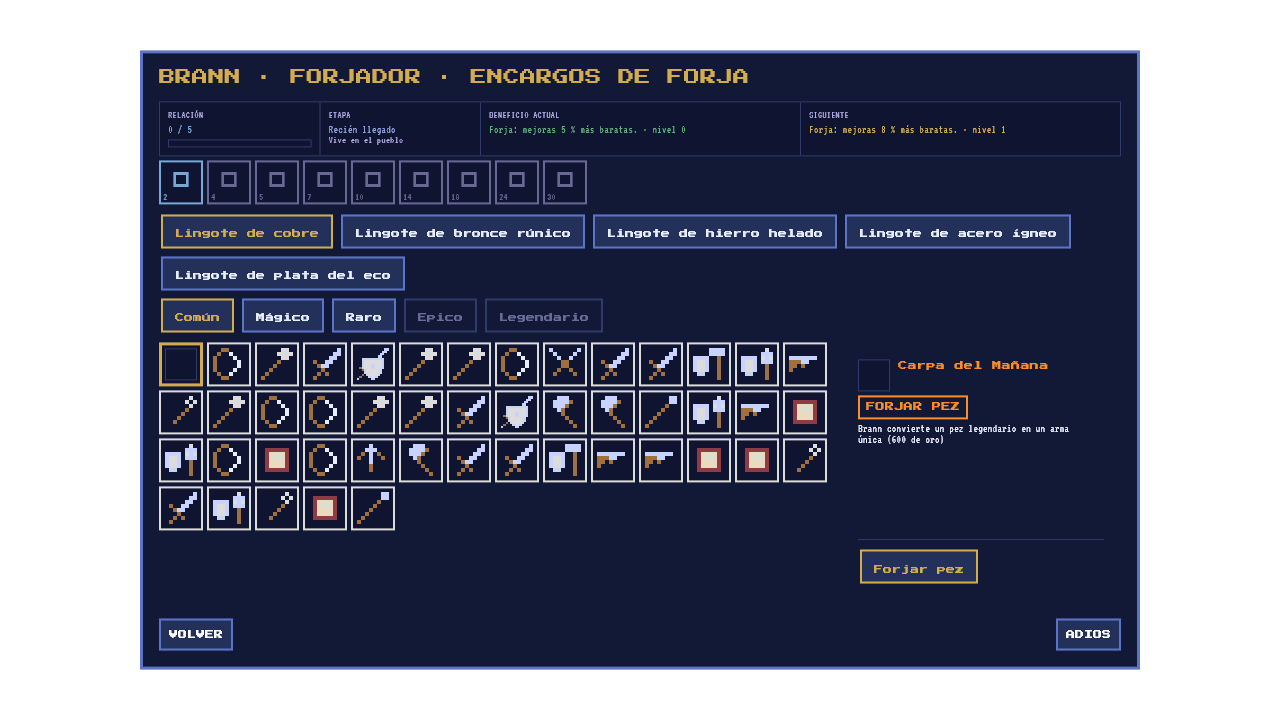 BRANN · FORJADOR · ENCARGOS DE FORJA
RELACIÓN
0 / 5
ETAPA
Recién llegado
Vive en el pueblo
BENEFICIO ACTUAL
Forja: mejoras 5 % más baratas. · nivel 0
SIGUIENTE
Forja: mejoras 8 % más baratas. · nivel 1
2 4 5 7 10 14 18 24 30
Lingote de cobre
Lingote de bronce rúnico
Lingote de hierro helado
Lingote de acero ígneo
Lingote de plata del eco
Común
Mágico
Raro
Epico
Legendario
Carpa del Mañana
FORJAR PEZ
Brann convierte un pez legendario en un arma
única (600 de oro)
Forjar pez
VOLVER
ADIOS